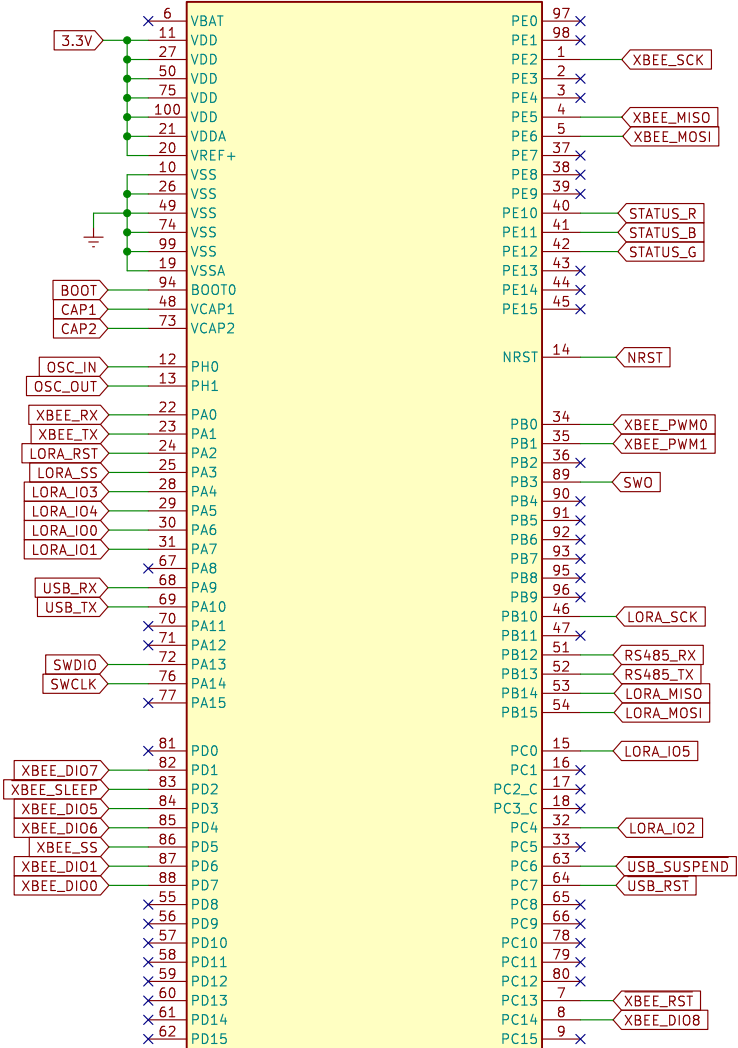 6 VBAT
3.3V 11 VDD
27 VDD
50 VDD
75 VDD
100 VDD
21 VDDA
20 VREF+
10 VSS
26 VSS
49 VSS
74 VSS
99 VSS
19 VSSA
BOOT 94 BOOT0
CAP1 48 VCAP1
CAP2 73 VCAP2
OSC_IN 12 PH0
OSC_OUT 13 PH1
XBEE_RX 22 PA0
XBEE_TX 23 PA1
LORA_RST 24 PA2
LORA_SS 25 PA3
LORA_IO3 28 PA4
LORA_IO4 29 PA5
LORA_IO0 30 PA6
LORA_IO1 31 PA7
67 PA8
USB_RX 68 PA9
USB_TX 69 PA10
70 PA11
71 PA12
SWDIO 72 PA13
SWCLK 76 PA14
77 PA15
81 PD0
XBEE_DIO7 82 PD1
XBEE_SLEEP 83 PD2
XBEE_DIO5 84 PD3
XBEE_DIO6 85 PD4
XBEE_SS 86 PD5
XBEE_DIO1 87 PD6
XBEE_DIO0 88 PD7
55 PD8
56 PD9
57 PD10
58 PD11
59 PD12
60 PD13
61 PD14
62 PD15
PE0 97
PE1 98
PE2 1 XBEE_SCK
PE3 2
PE4 3
PE5 4 XBEE_MISO
PE6 5 XBEE_MOSI
PE7 37
PE8 38
PE9 39
PE10 40 STATUS_R
PE11 41 STATUS_B
PE12 42 STATUS_G
PE13 43
PE14 44
PE15 45
NRST 14 NRST
PB0 34 XBEE_PWM0
PB1 35 XBEE_PWM1
PB2 36
PB3 89 SWO
PB4 90
PB5 91
PB6 92
PB7 93
PB8 95
PB9 96
PB10 46 LORA_SCK
PB11 47
PB12 51 RS485_RX
PB13 52 RS485_TX
PB14 53 LORA_MISO
PB15 54 LORA_MOSI
PC0 15 LORA_IO5
PC1 16
PC2_C 17
PC3_C 18
PC4 32 LORA_IO2
PC5 33
PC6 63 USB_SUSPEND
PC7 64 USB_RST
PC8 65
PC9 66
PC10 78
PC11 79
PC12 80
PC13 7 XBEE_RST
PC14 8 XBEE_DIO8
PC15 9